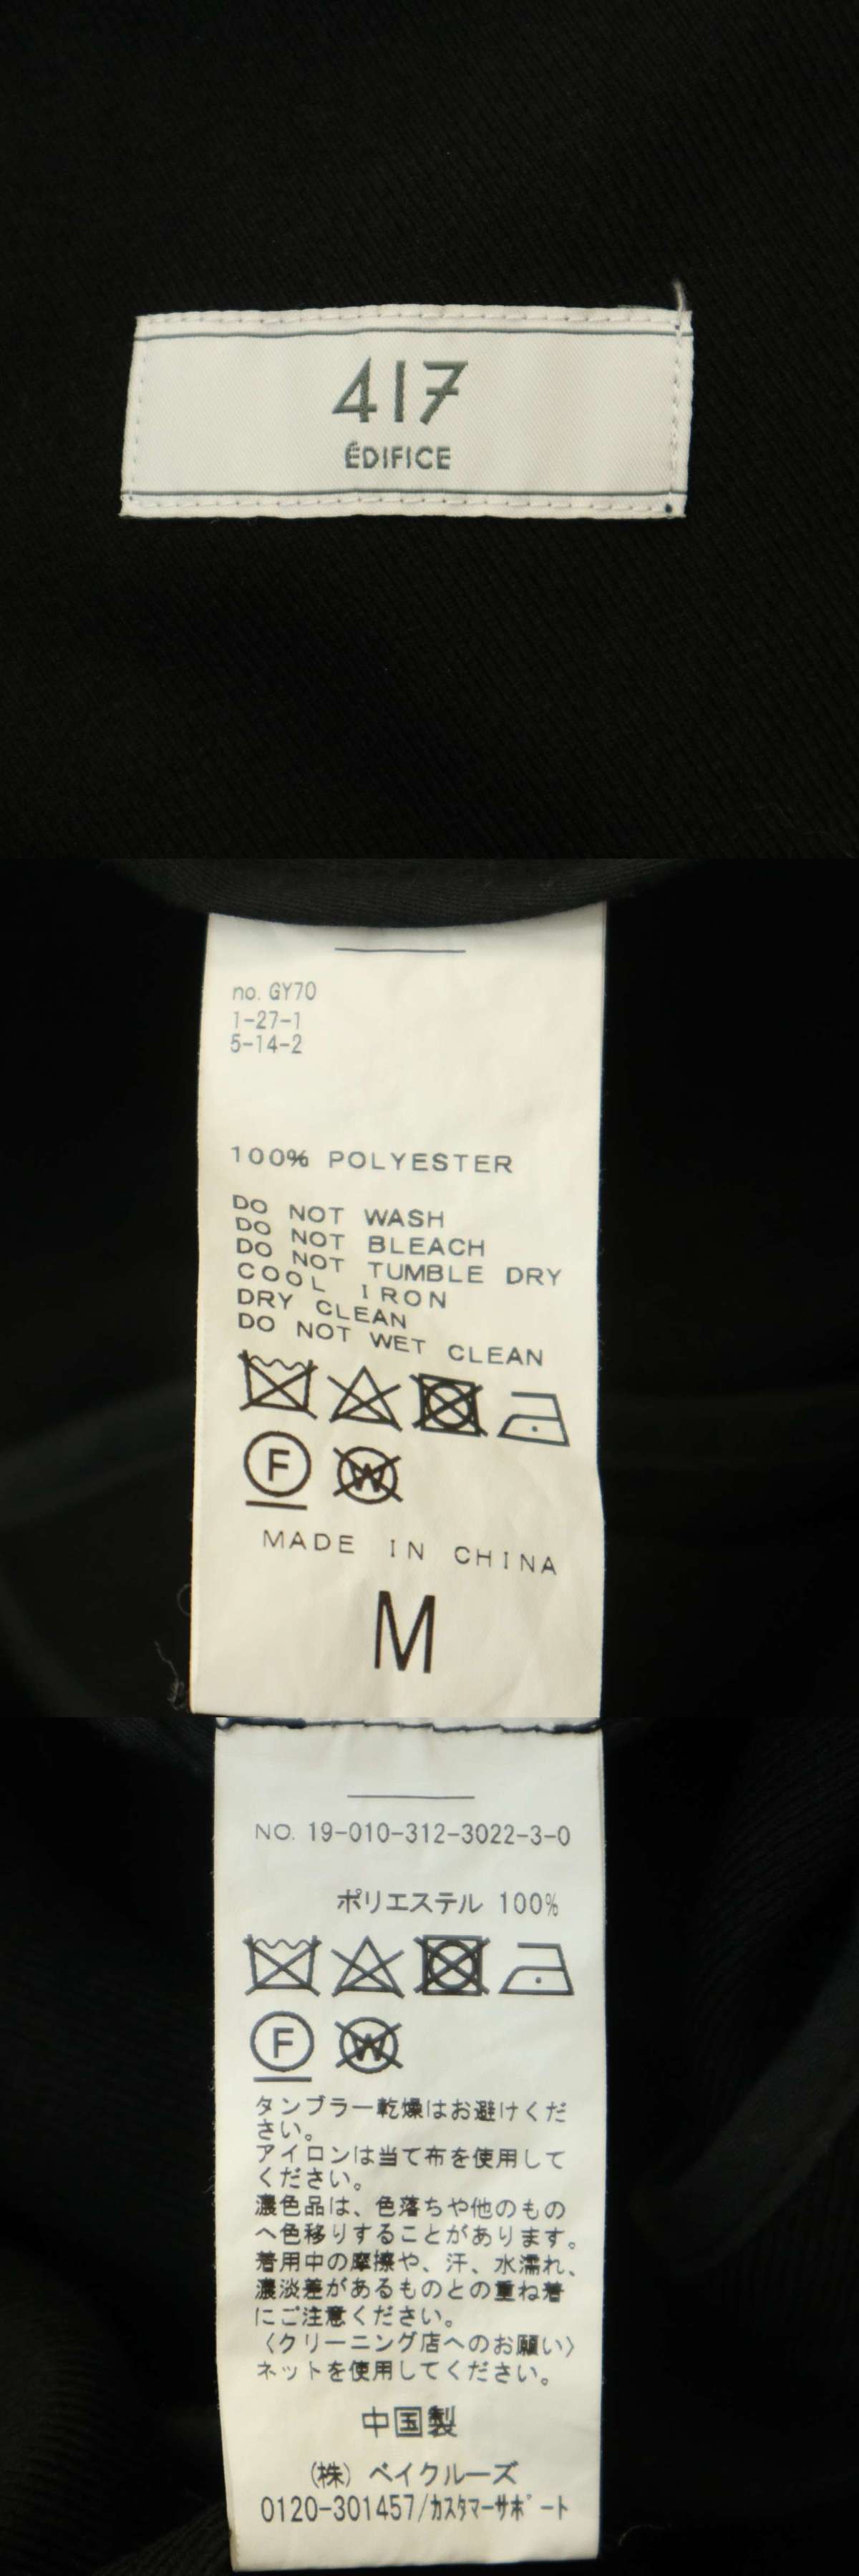 417
ÉDIFICE
no. GY70
1-27-1
5-14-2
100% POLYESTER
DO NOT WASH
DO NOT BLEACH
DO NOT TUMBLE DRY
COOL IRON
DRY CLEAN
DO NOT WET CLEAN
F W
MADE IN CHINA
M
NO. 19-010-312-3022-3-0
ポリエステル 100%
F W
タンブラー乾燥はお避けくだ
さい。
アイロンは当て布を使用して
ください。
濃色品は、色落ちや他のもの
へ色移りすることがあります。
着用中の摩擦や、汗、水濡れ、
濃淡差があるものとの重ね着
にご注意ください。
〈クリーニング店へのお願い〉
ネットを使用してください。
中国製
(株) ベイクルーズ
0120-301457/ｶｽﾀﾏｰｻﾎﾟｰﾄ